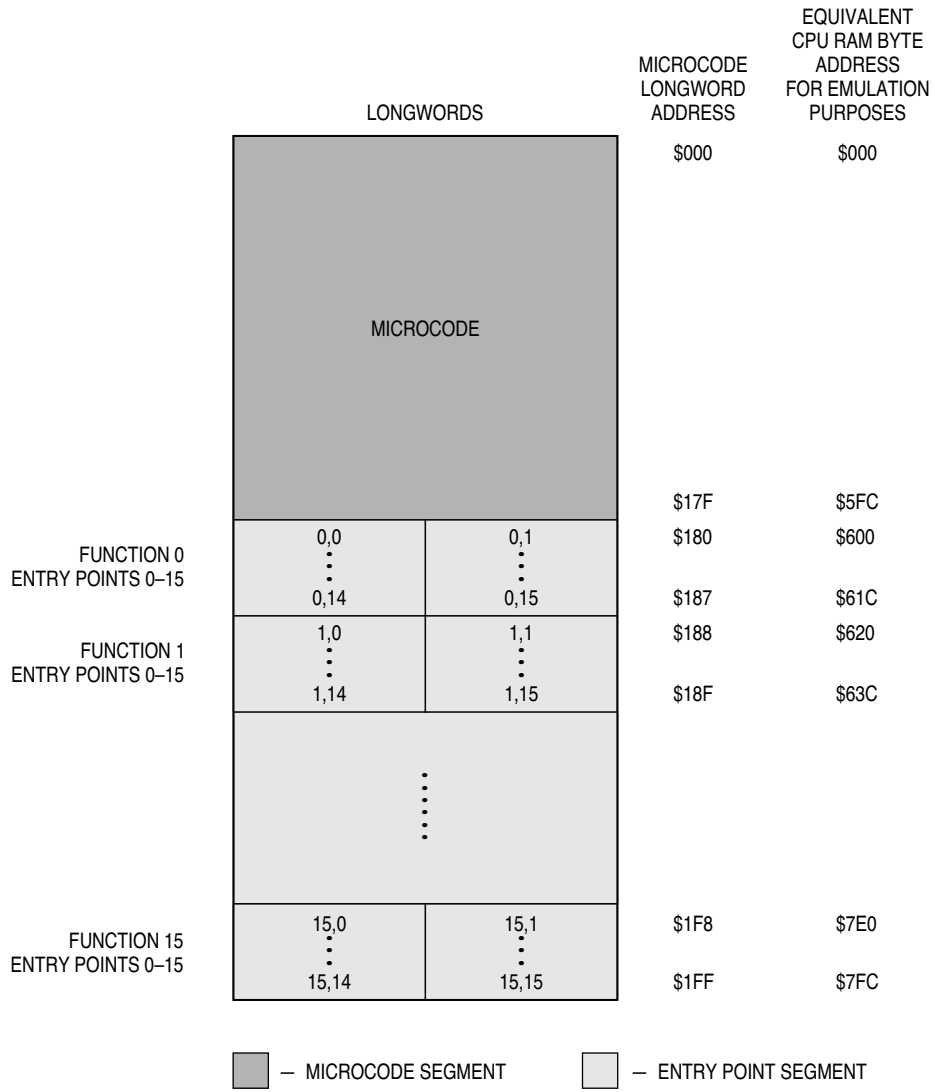 LONGWORDS
MICROCODE
LONGWORD
ADDRESS
EQUIVALENT
CPU RAM BYTE
ADDRESS
FOR EMULATION
PURPOSES
$000 $000
MICROCODE
$17F $5FC
FUNCTION 0
ENTRY POINTS 0–15
0,0 0,1 $180 $600
0,14 0,15 $187 $61C
FUNCTION 1
ENTRY POINTS 0–15
1,0 1,1 $188 $620
1,14 1,15 $18F $63C
FUNCTION 15
ENTRY POINTS 0–15
15,0 15,1 $1F8 $7E0
15,14 15,15 $1FF $7FC
– MICROCODE SEGMENT
– ENTRY POINT SEGMENT